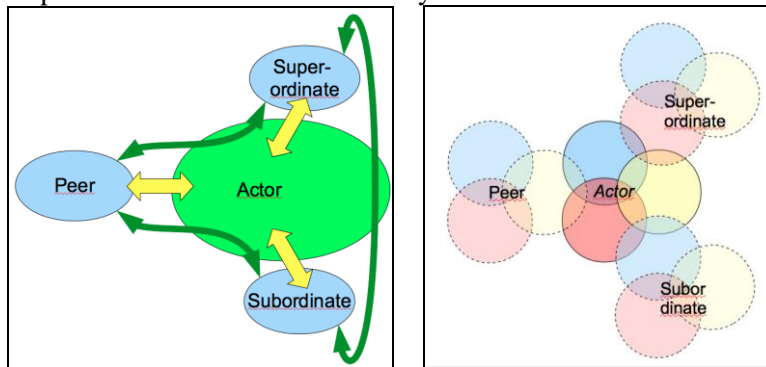 Super-
ordinate
Peer
Actor
Subordinate
Super-
ordinate
Peer
Actor
Subor
dinate